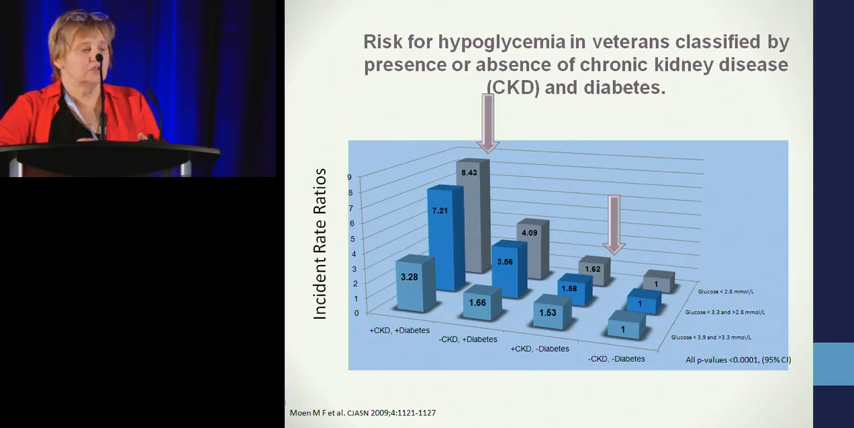 Risk for hypoglycemia in veterans classified by
presence or absence of chronic kidney disease
(CKD) and diabetes.
Incident Rate Ratios
9
8
7
6
5
4
3
2
1
0
8.43
7.21
3.28
4.09
3.56
1.66
1.62
1.58
1.53
1
1
1
+CKD, +Diabetes
-CKD, +Diabetes
+CKD, -Diabetes
-CKD, -Diabetes
Glucose < 2.8 mmol/L
Glucose < 3.3 and >2.8 mmol/L
Glucose < 3.9 and >3.3 mmol/L
All p-values <0.0001, (95% CI)
Moen M F et al. CJASN 2009;4:1121-1127